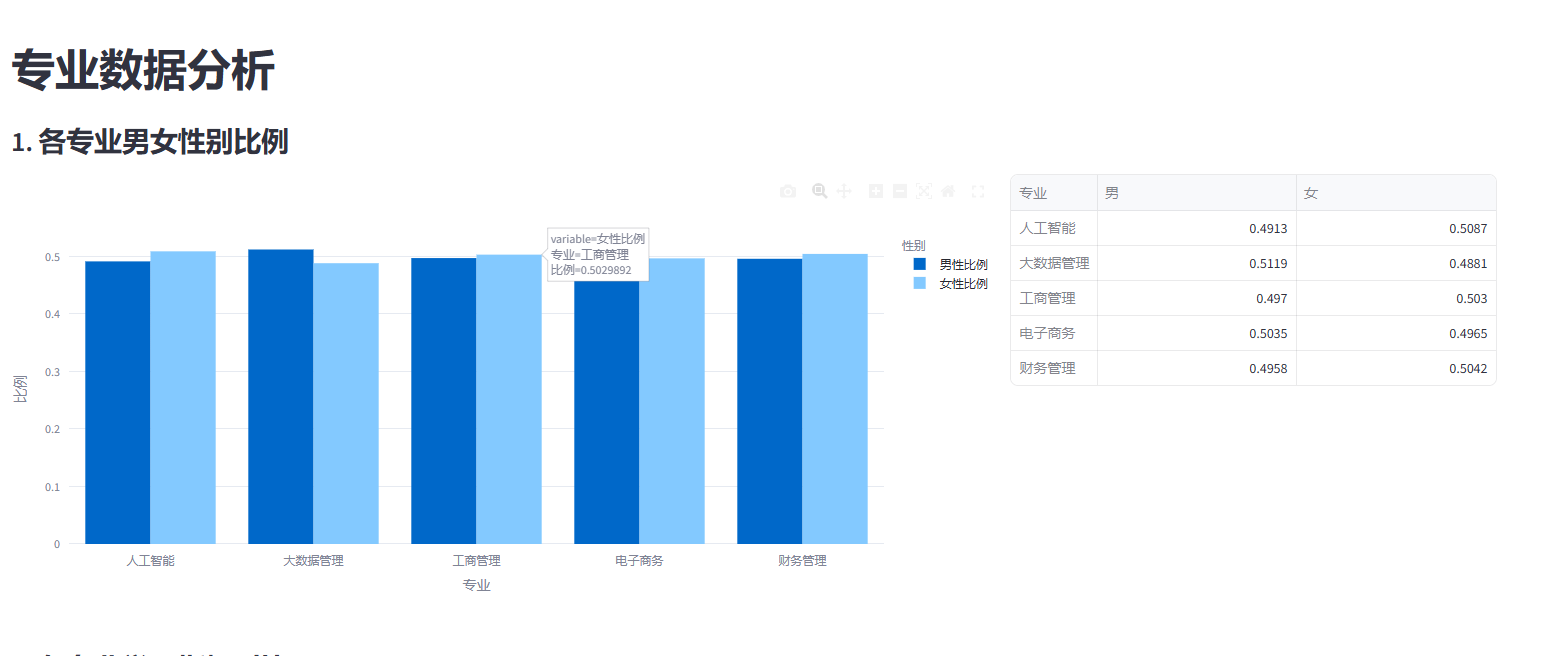 专业数据分析
1. 各专业男女性别比例
variable=女性比例
专业=工商管理
比例=0.5029892
性别
男性比例
女性比例
比例
0.5
0.4
0.3
0.2
0.1
0
人工智能 大数据管理 工商管理 电子商务 财务管理
专业
专业 男 女
人工智能 0.4913 0.5087
大数据管理 0.5119 0.4881
工商管理 0.497 0.503
电子商务 0.5035 0.4965
财务管理 0.4958 0.5042